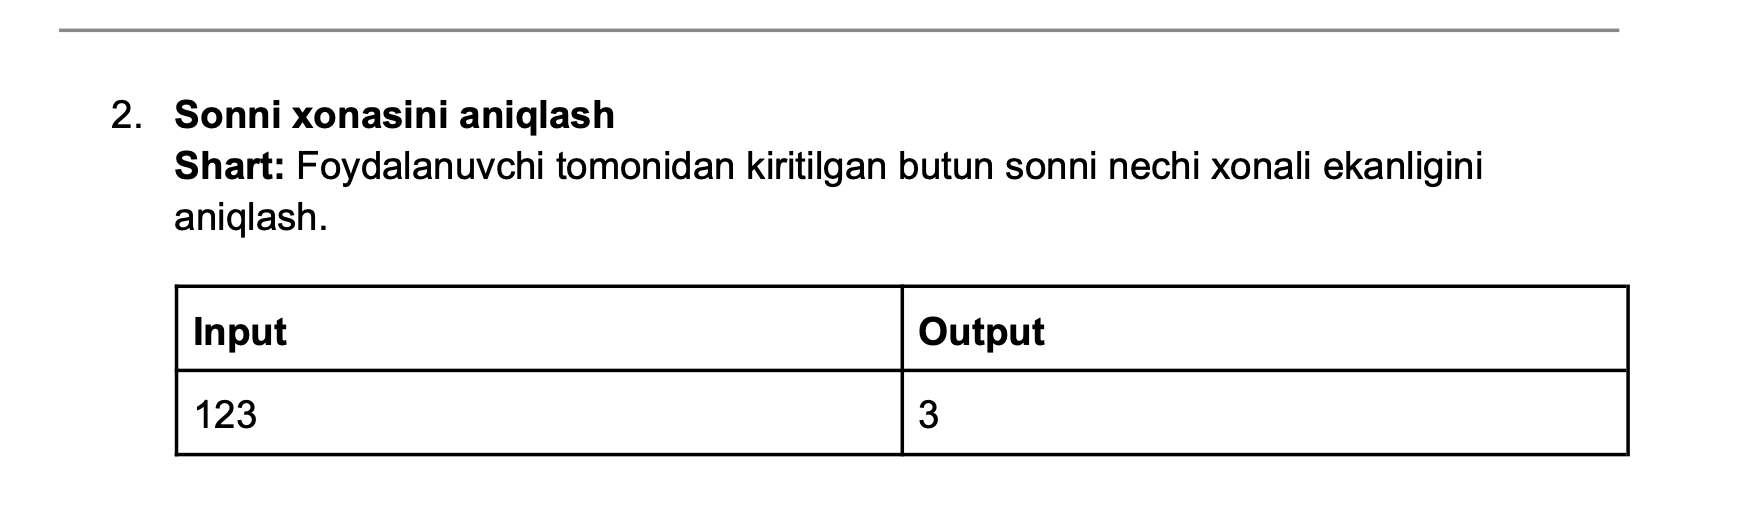 2. Sonni xonasini aniqlash
Shart: Foydalanuvchi tomonidan kiritilgan butun sonni nechi xonali ekanligini
aniqlash.
Input Output
123 3